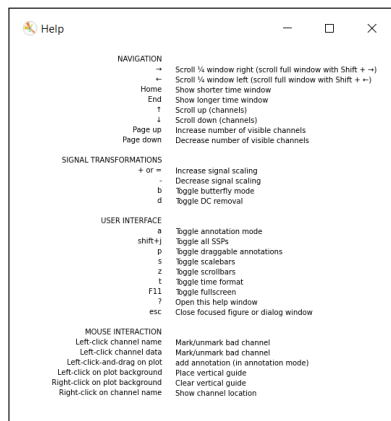 Help
NAVIGATION
→ Scroll ¼ window right (scroll full window with Shift + →)
← Scroll ¼ window left (scroll full window with Shift + ←)
Home Show shorter time window
End Show longer time window
↑ Scroll up (channels)
↓ Scroll down (channels)
Page up Increase number of visible channels
Page down Decrease number of visible channels
SIGNAL TRANSFORMATIONS
+ or = Increase signal scaling
- Decrease signal scaling
b Toggle butterfly mode
d Toggle DC removal
USER INTERFACE
a Toggle annotation mode
shift+j Toggle all SSPs
p Toggle draggable annotations
s Toggle scalebars
z Toggle scrollbars
t Toggle time format
F11 Toggle fullscreen
? Open this help window
esc Close focused figure or dialog window
MOUSE INTERACTION
Left-click channel name Mark/unmark bad channel
Left-click channel data Mark/unmark bad channel
Left-click-and-drag on plot add annotation (in annotation mode)
Left-click on plot background Place vertical guide
Right-click on plot background Clear vertical guide
Right-click on channel name Show channel location